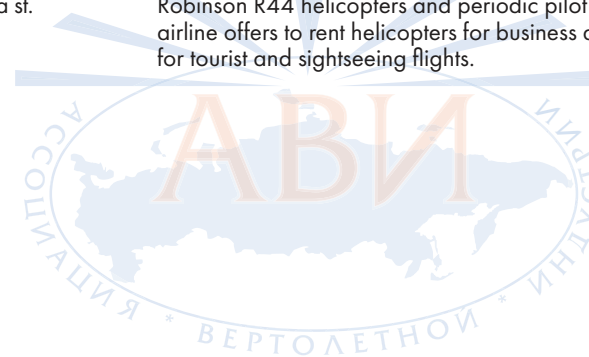 a st.
Robinson R44 helicopters and periodic pilot
airline offers to rent helicopters for business
for tourist and sightseeing flights.
АВИ
АССОЦИАЦИЯ * ВЕРТОЛЕТНОЙ * ИНДУСТРИИ